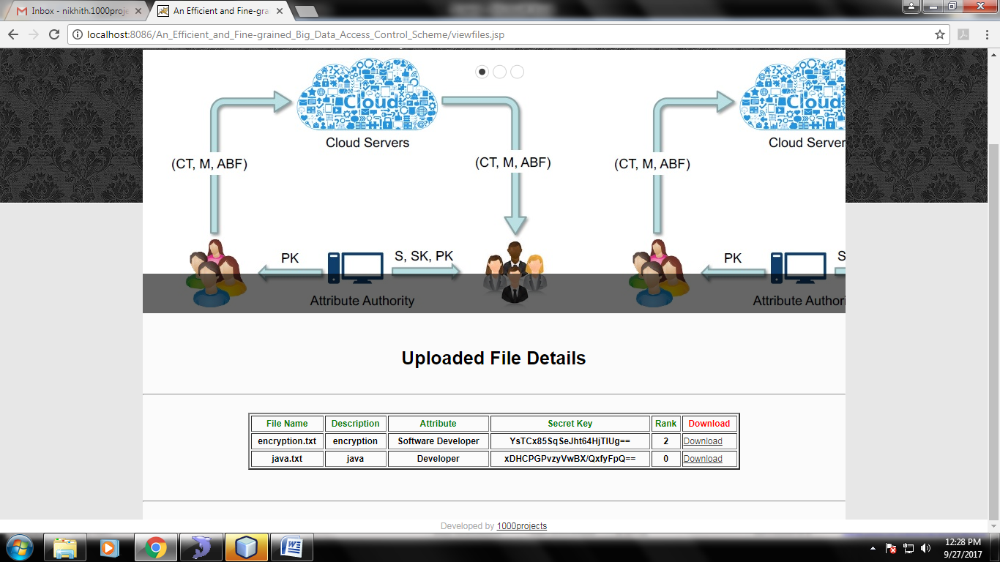 Inbox - nikhith.1000proje
An Efficient and Fine-grai
localhost:8086/An_Efficient_and_Fine-grained_Big_Data_Access_Control_Scheme/viewfiles.jsp
Cloud Cloud
Cloud Servers Cloud Server
(CT, M, ABF) (CT, M, ABF) (CT, M, ABF)
PK S, SK, PK PK S
Attribute Authority Attribute Authori
Uploaded File Details
File Name Description Attribute Secret Key Rank Download
encryption.txt encryption Software Developer YsTCx85SqSeJht64HjTlUg== 2 Download
java.txt java Developer xDHCPGPvzyVwBX/QxfyFpQ== 0 Download
Developed by 1000projects
12:28 PM
9/27/2017